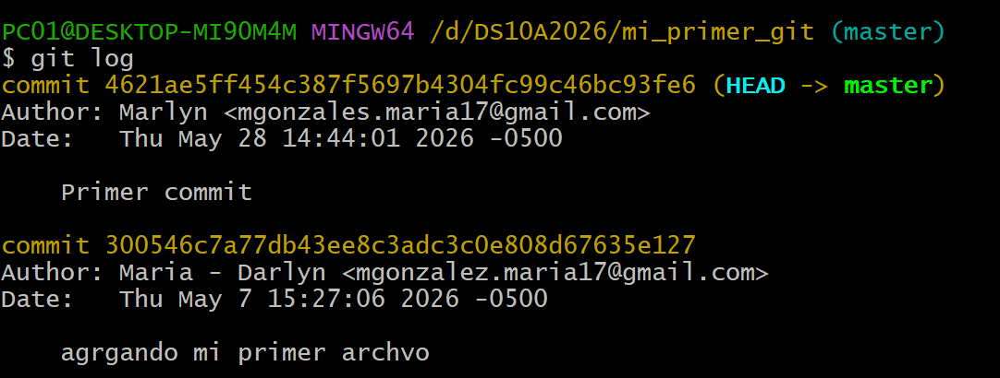 PC01@DESKTOP-MI90M4M MINGW64 /d/DS10A2026/mi_primer_git (master)
$ git log
commit 4621ae5ff454c387f5697b4304fc99c46bc93fe6 (HEAD -> master)
Author: Marlyn <mgonzales.maria17@gmail.com>
Date:   Thu May 28 14:44:01 2026 -0500

    Primer commit

commit 300546c7a77db43ee8c3adc3c0e808d67635e127
Author: Maria - Darlyn <mgonzalez.maria17@gmail.com>
Date:   Thu May 7 15:27:06 2026 -0500

    agrgando mi primer archvo